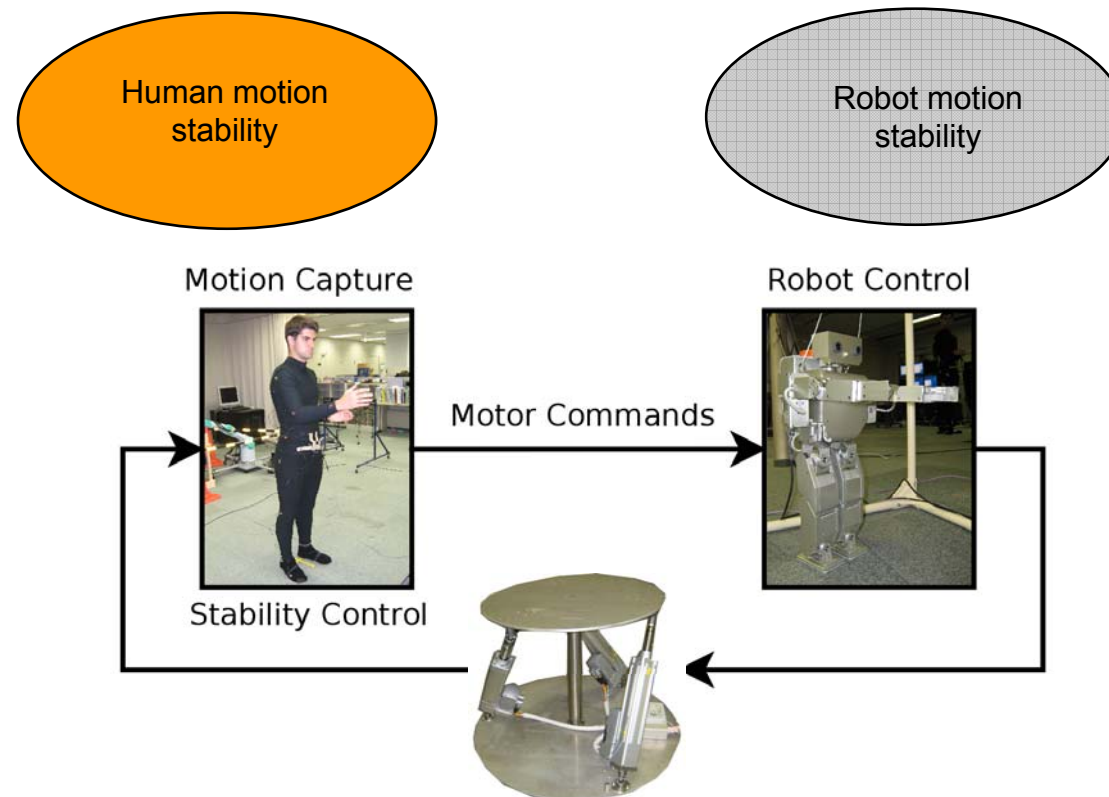 Human motion
stability
Robot motion
stability
Motion Capture
Robot Control
Motor Commands
Stability Control